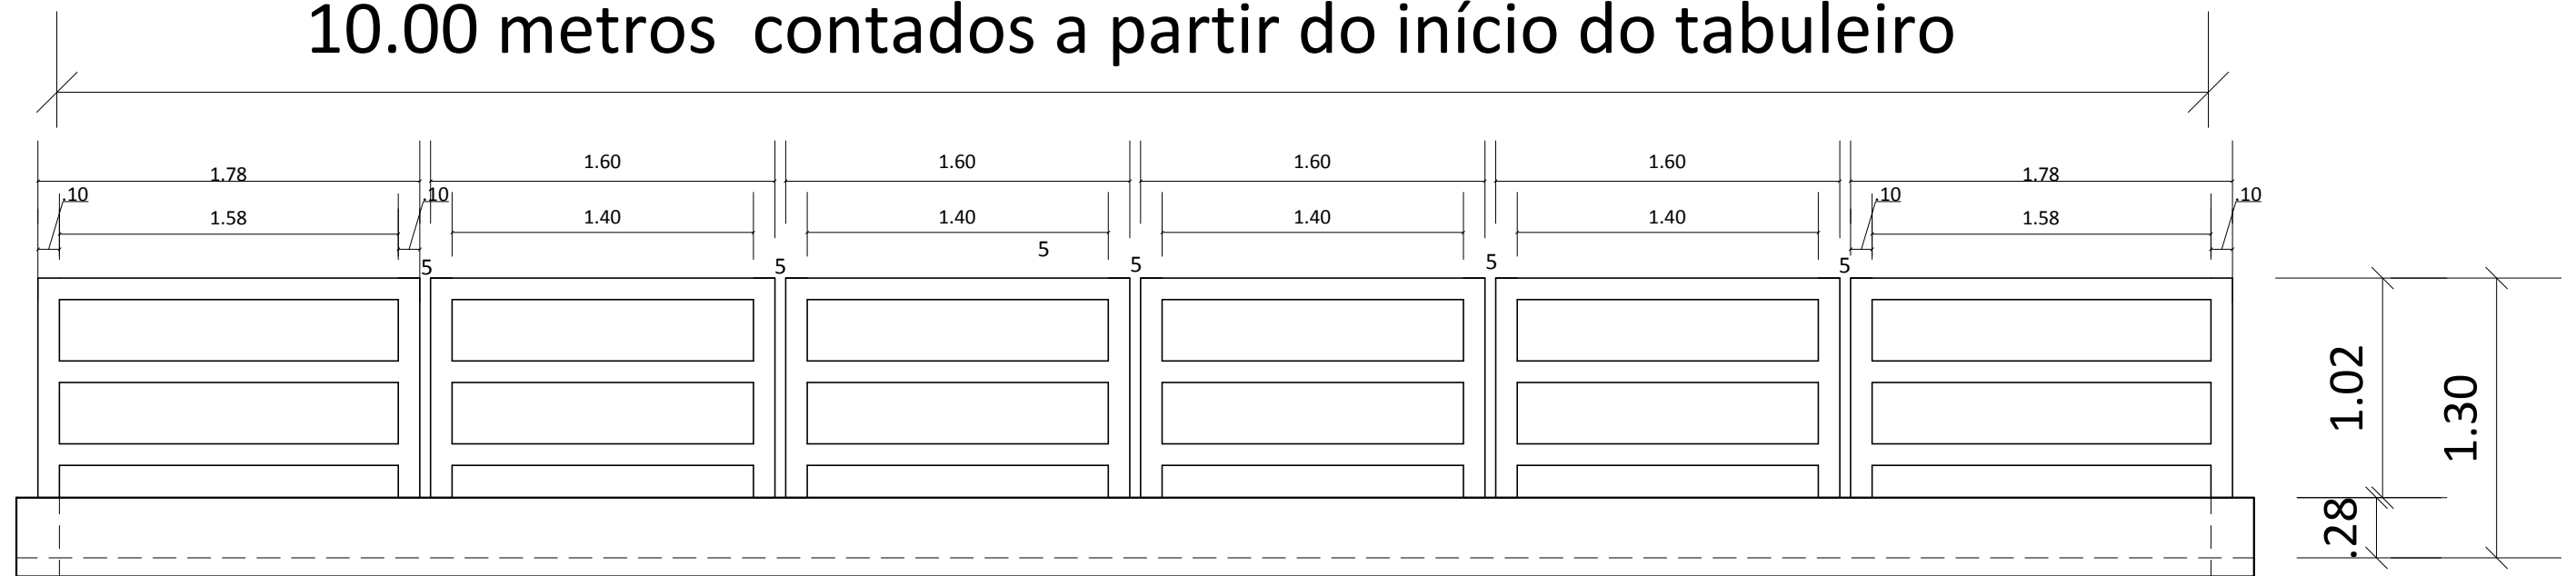 10.00 metros contados a partir do início do tabuleiro
1.60 1.60 1.60 1.60
1.78 1.78
.10 .10 .10 .10
1.58 1.40 1.40 1.40 1.40 1.58
5
5 5 5 5 5
1.02
1.30
.28